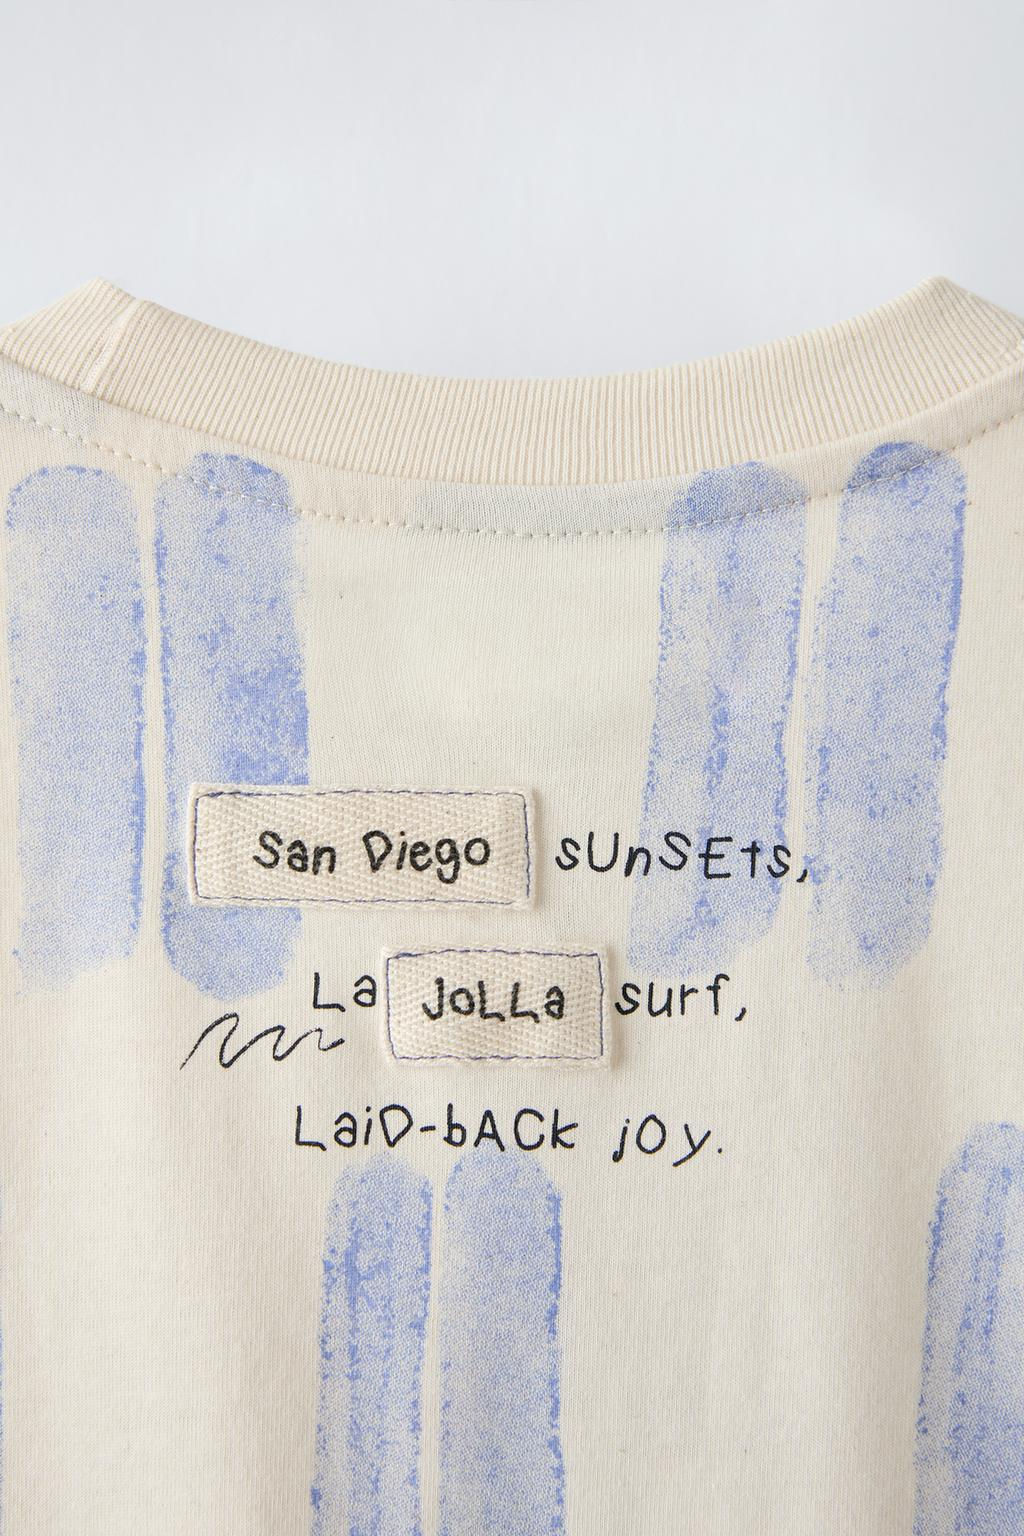 San Diego sUnSEts,
La JoLLa surf,
LaiD-bACk jOy.